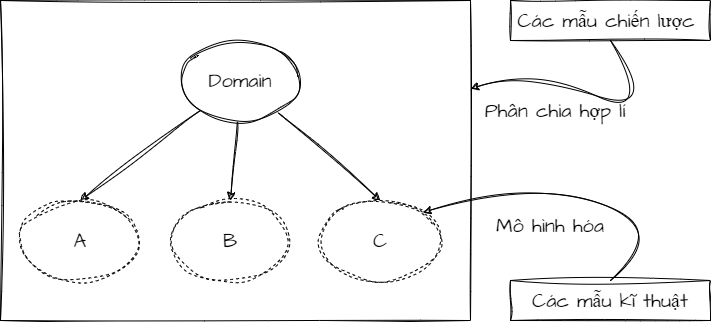 Các mẫu chiến lược
Domain
Phân chia hợp lí
A
B
C
Mô hình hóa
Các mẫu kĩ thuật